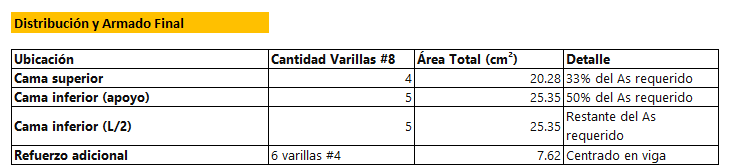 Distribución y Armado Final
Ubicación Cantidad Varillas #8 Área Total (cm²) Detalle
Cama superior 4 20.28 33% del As requerido
Cama inferior (apoyo) 5 25.35 50% del As requerido
Cama inferior (L/2) 5 25.35 Restante del As
requerido
Refuerzo adicional 6 varillas #4 7.62 Centrado en viga